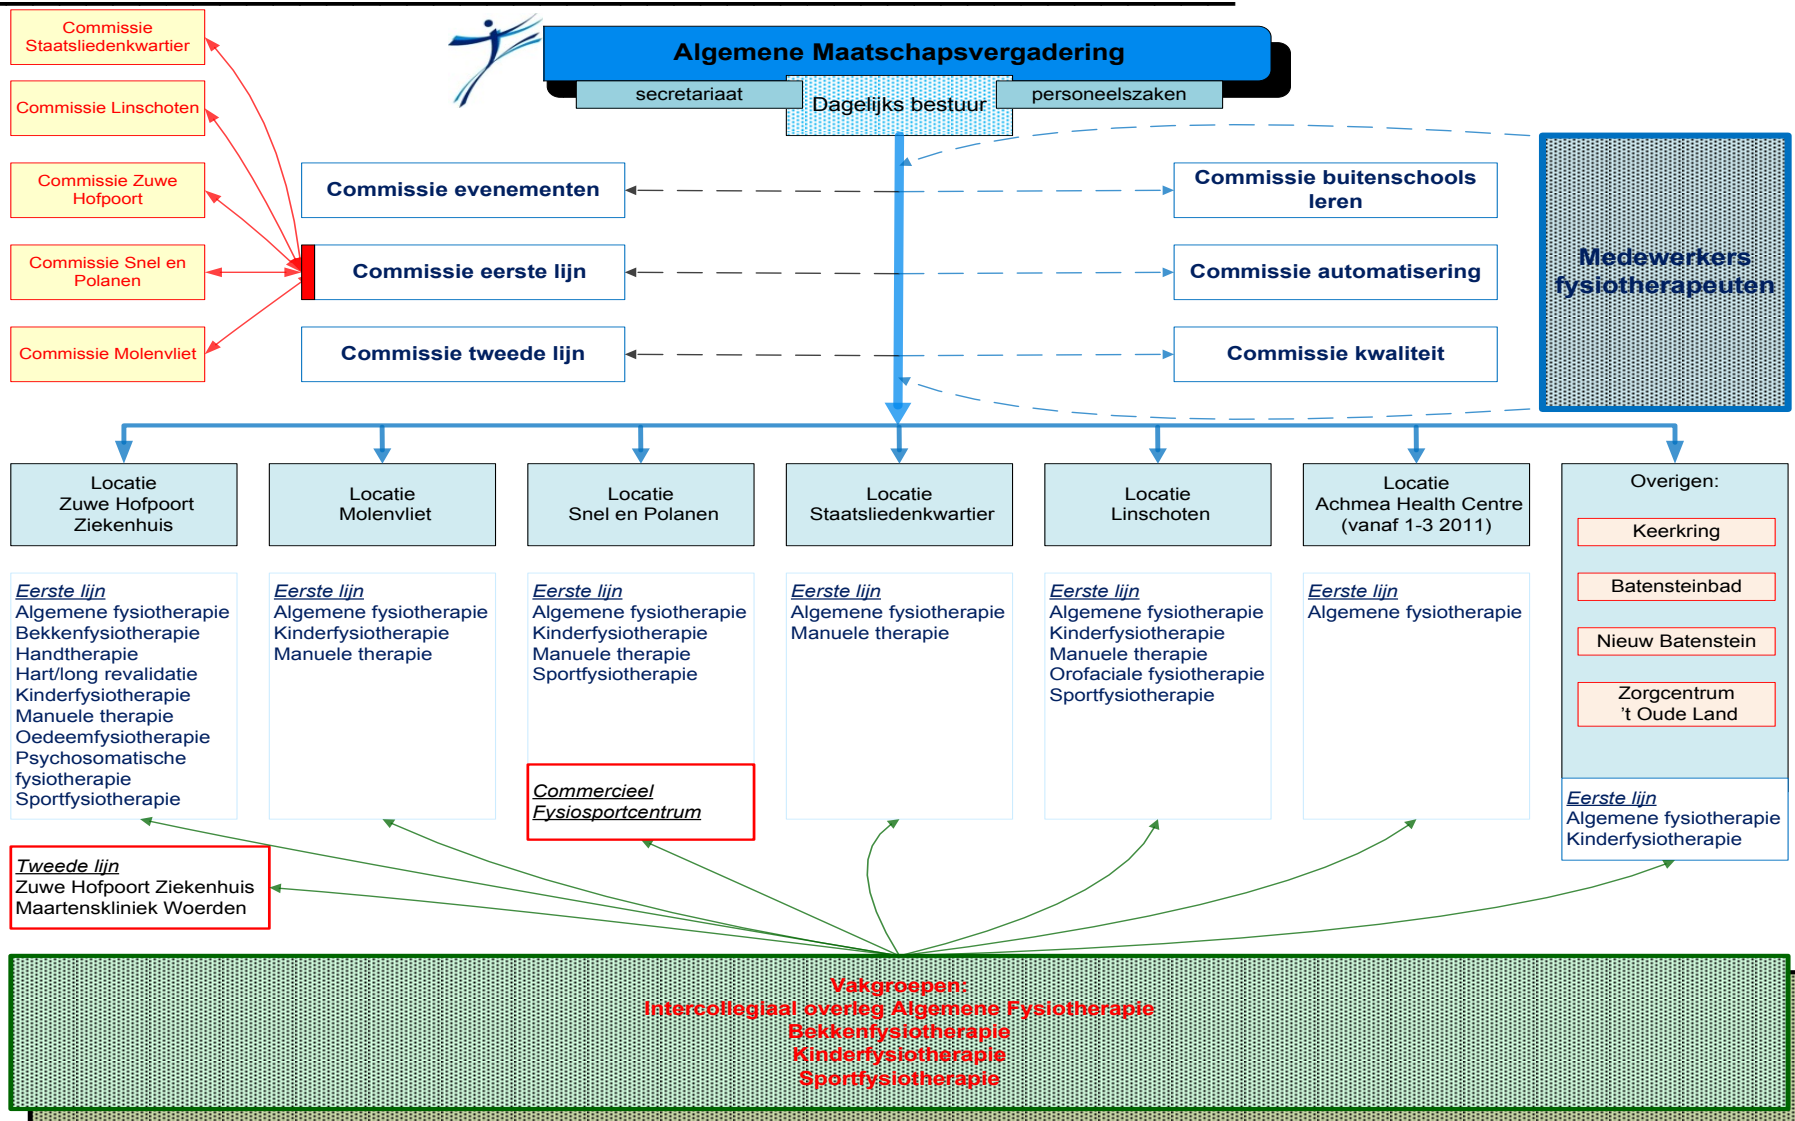 Algemene Maatschapsvergadering
secretariaat
Dagelijks bestuur
personeelszaken
Commissie
Staatsliedenkwartier
Commissie Linschoten
Commissie Zuwe
Hofpoort
Commissie Snel en
Polanen
Commissie Molenvliet
Commissie evenementen
Commissie eerste lijn
Commissie tweede lijn
Commissie buitenschools
leren
Commissie automatisering
Commissie kwaliteit
Medewerkers
fysiotherapeuten
Locatie
Zuwe Hofpoort
Ziekenhuis
Locatie
Molenvliet
Locatie
Snel en Polanen
Locatie
Staatsliedenkwartier
Locatie
Linschoten
Locatie
Achmea Health Centre
(vanaf 1-3 2011)
Overigen:
Keerkring
Batensteinbad
Nieuw Batenstein
Zorgcentrum
't Oude Land
Eerste lijn
Algemene fysiotherapie
Bekkenfysiotherapie
Handtherapie
Hart/long revalidatie
Kinderfysiotherapie
Manuele therapie
Oedeemfysiotherapie
Psychosomatische
fysiotherapie
Sportfysiotherapie
Eerste lijn
Algemene fysiotherapie
Kinderfysiotherapie
Manuele therapie
Eerste lijn
Algemene fysiotherapie
Kinderfysiotherapie
Manuele therapie
Sportfysiotherapie
Commercieel
Fysiosportcentrum
Eerste lijn
Algemene fysiotherapie
Manuele therapie
Eerste lijn
Algemene fysiotherapie
Kinderfysiotherapie
Manuele therapie
Orofaciale fysiotherapie
Sportfysiotherapie
Eerste lijn
Algemene fysiotherapie
Eerste lijn
Algemene fysiotherapie
Kinderfysiotherapie
Tweede lijn
Zuwe Hofpoort Ziekenhuis
Maartenskliniek Woerden
Vakgroepen:
Intercollegiaal overleg Algemene Fysiotherapie
Bekkenfysiotherapie
Kinderfysiotherapie
Sportfysiotherapie